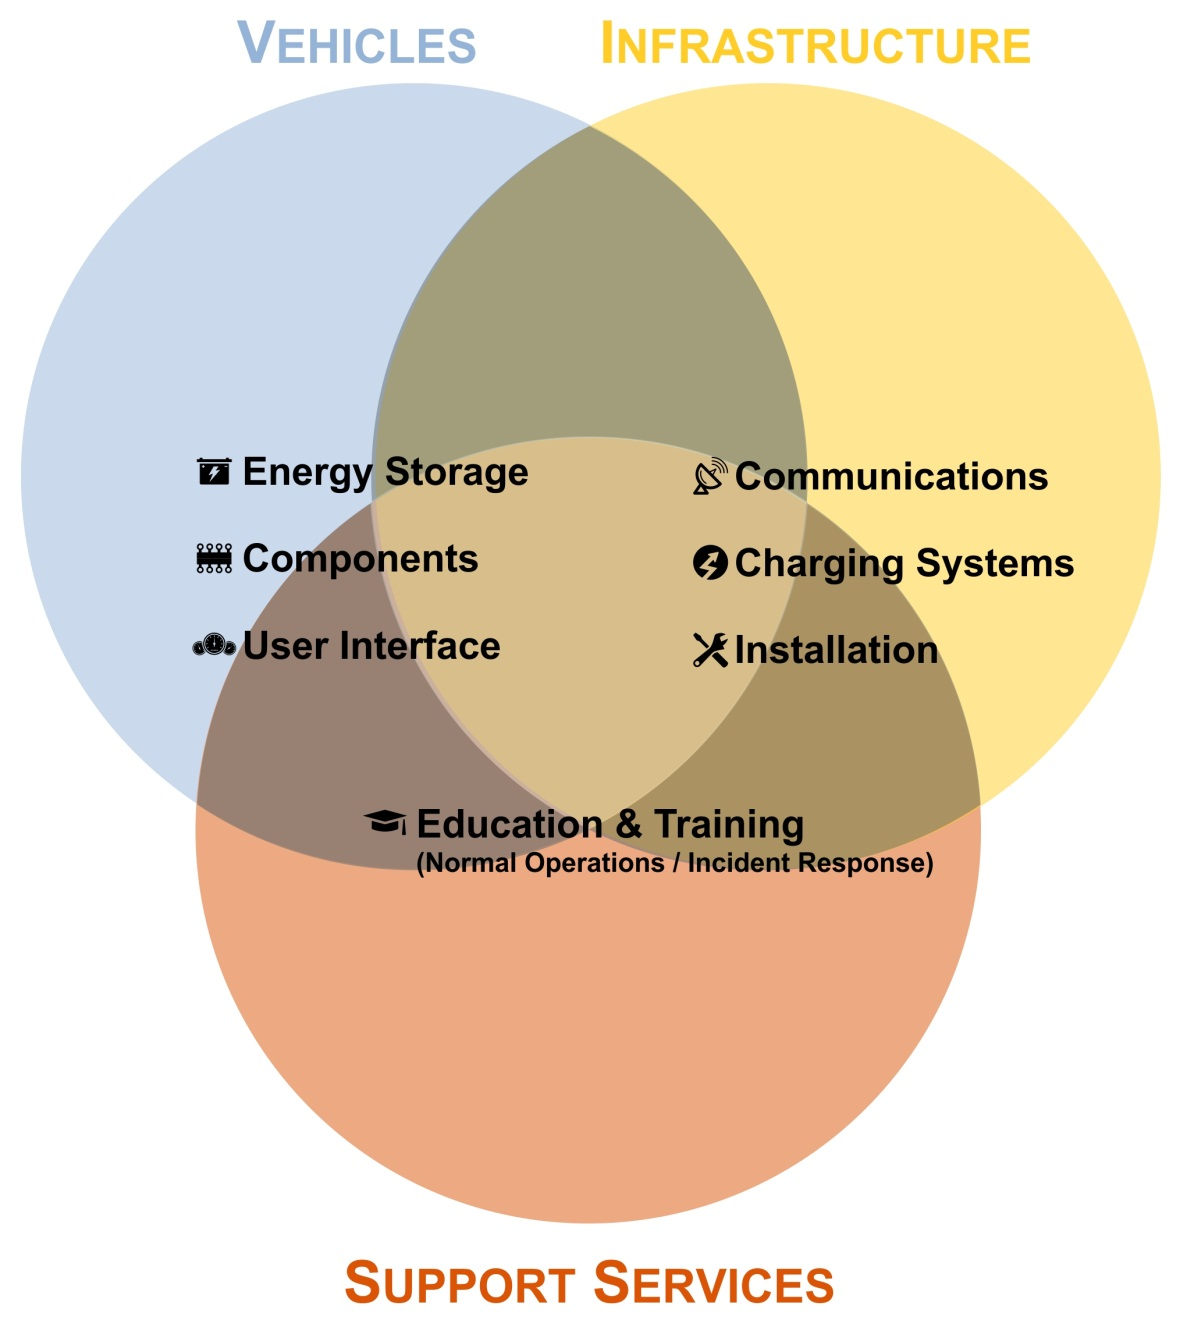 VEHICLES
INFRASTRUCTURE
Energy Storage
Communications
Components
Charging Systems
User Interface
Installation
Education & Training
(Normal Operations / Incident Response)
SUPPORT SERVICES